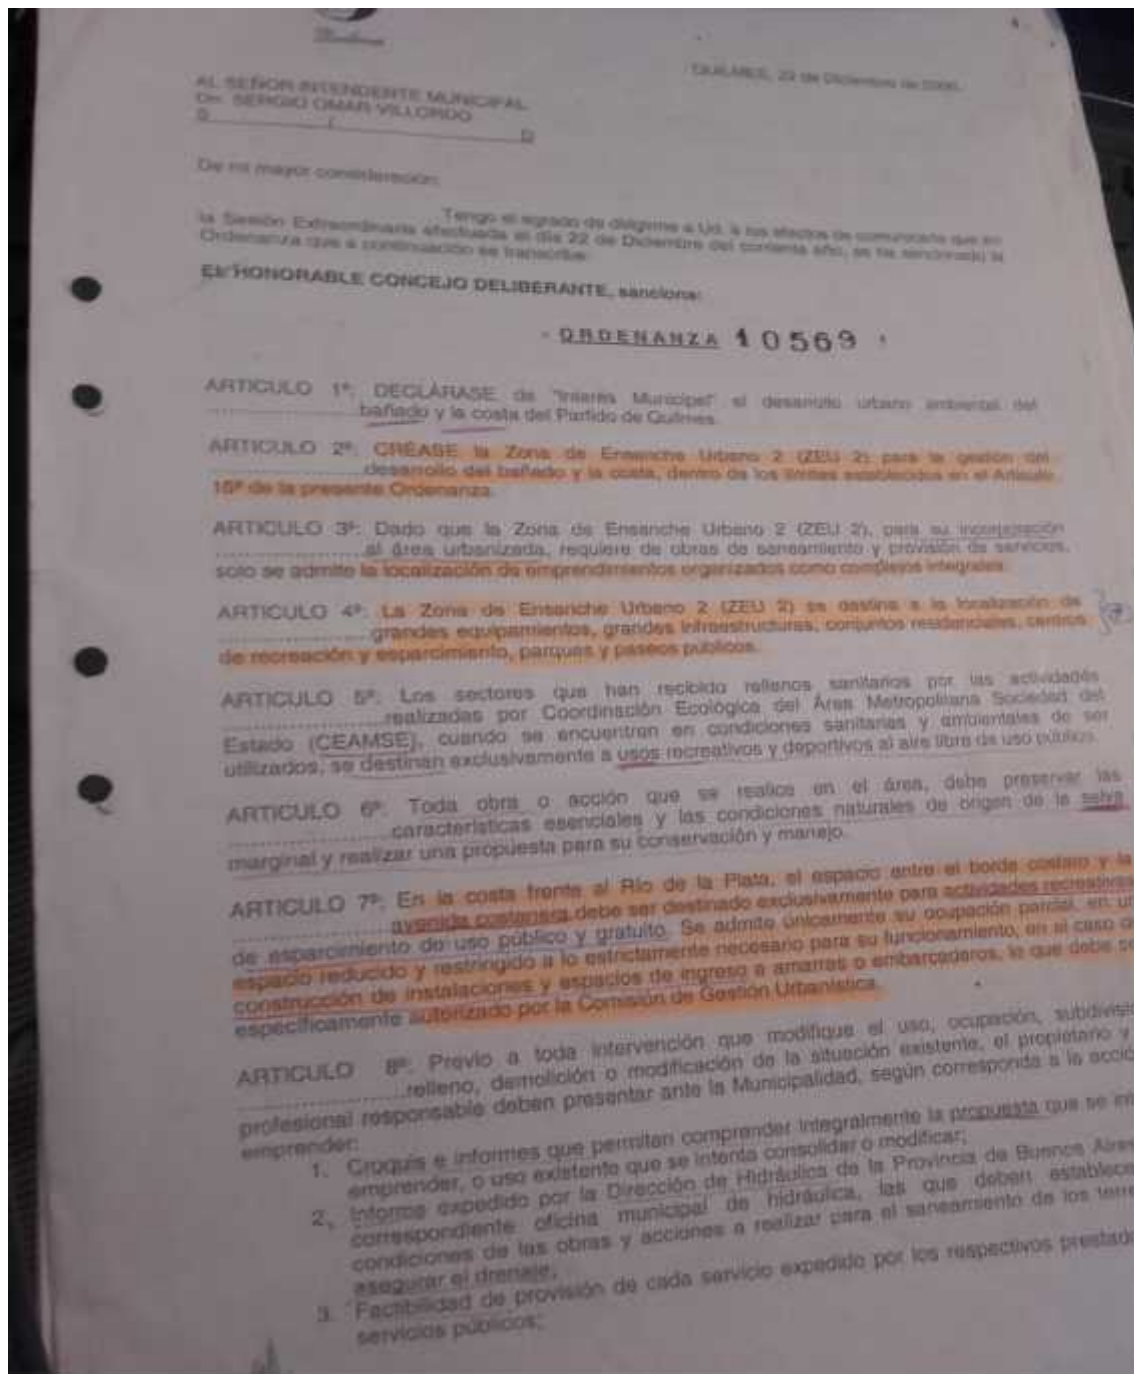 QUILMES, 22 de Diciembre de
AL SEÑOR INTENDENTE MUNICIPAL
Dn. SERGIO OMAR VILLORDO
S / D
De mi mayor consideración:
Tengo el agrado de dirigirme a Ud. a los efectos de comunicarle que en
la Sesión Extraordinaria efectuada el día 22 de Diciembre del corriente año, se ha sancionado la
Ordenanza que a continuación se transcribe:
EL HONORABLE CONCEJO DELIBERANTE, sanciona:
- ORDENANZA 10569
ARTICULO 1º: DECLÁRASE de "Interés Municipal" el desarrollo urbano ambiental del
bañado y la costa del Partido de Quilmes.
ARTICULO 2º: CRÉASE la Zona de Ensanche Urbano 2 (ZEU 2) para la gestión del
desarrollo del bañado y la costa, dentro de los límites establecidos en el Artículo
15º de la presente Ordenanza.
ARTICULO 3º: Dado que la Zona de Ensanche Urbano 2 (ZEU 2), para su incorporación
al área urbanizada, requiere de obras de saneamiento y provisión de servicios,
solo se admite la localización de emprendimientos organizados como complejos integrales.
ARTICULO 4º: La Zona de Ensanche Urbano 2 (ZEU 2) se destina a la localización de
grandes equipamientos, grandes infraestructuras, conjuntos residenciales, centros
de recreación y esparcimiento, parques y paseos públicos.
ARTICULO 5º: Los sectores que han recibido rellenos sanitarios por las actividades
realizadas por Coordinación Ecológica del Área Metropolitana Sociedad del
Estado (CEAMSE), cuando se encuentren en condiciones sanitarias y ambientales de ser
utilizados, se destinan exclusivamente a usos recreativos y deportivos al aire libre de uso público.
ARTICULO 6º: Toda obra o acción que se realice en el área, debe preservar las
características esenciales y las condiciones naturales de origen de la selva
marginal y realizar una propuesta para su conservación y manejo.
ARTICULO 7º: En la costa frente al Río de la Plata, el espacio entre el borde costero y la
avenida costanera debe ser destinado exclusivamente para actividades recreativas
de esparcimiento de uso público y gratuito. Se admite únicamente su ocupación parcial, en un
espacio reducido y restringido a lo estrictamente necesario para su funcionamiento, en el caso
construcción de instalaciones y espacios de ingreso a amarras o embarcaderos, lo que debe
específicamente autorizado por la Comisión de Gestión Urbanística.
ARTICULO 8º: Previo a toda intervención que modifique el uso, ocupación,
relleno, demolición o modificación de la situación existente, el propietario y
profesional responsable deben presentar ante la Municipalidad, según corresponda a la
emprender:
1. Croquis e informes que permitan comprender integralmente la propuesta que se
emprender, o uso existente que se intenta consolidar o modificar;
2. Informe expedido por la Dirección de Hidráulica de la Provincia de Buenos
correspondiente oficina municipal de hidráulica, las que deben
condiciones de las obras y acciones a realizar para el saneamiento de los
asegurar el drenaje.
3. Factibilidad de provisión de cada servicio expedido por los respectivos
servicios públicos;